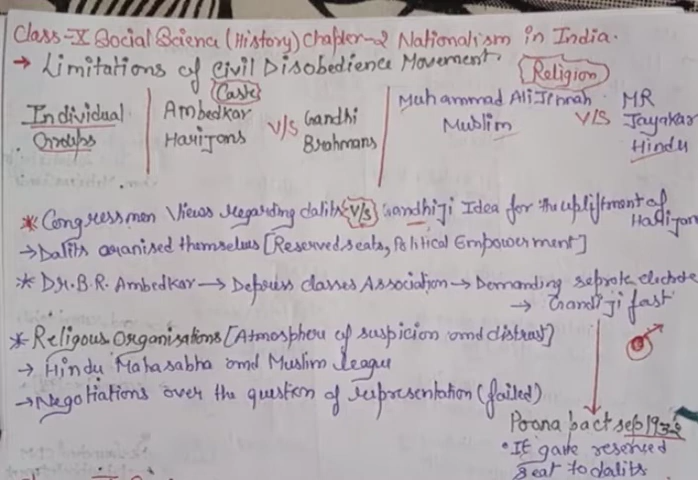 Class-X Social Science (History) Chapter-2 Nationalism in India.
→ Limitations of Civil Disobedience Movement.
Religion
Caste
Individual
Groups
Ambedkar
Harijans
V/S
Gandhi
Brahmans
Muhammad Ali Jinnah
Muslim
V/S
MR
Jayakar
Hindu
* Congressmen Views regarding dalits V/S Gandhiji Idea for the upliftment of Harijan
→ Dalits organised themselves [Reserved seats, Political Empowerment]
* Dr. B.R. Ambedkar → Depress classes Association → Demanding seprate electorate
→ Gandiji fast
* Religous Organisations [Atmosphere of suspicion and distrast]
→ Hindu Mahasabha and Muslim league
→ Negotiations over the question of representation (failed)
Poona pact sep 1932
• It gave reserved
seat to dalits